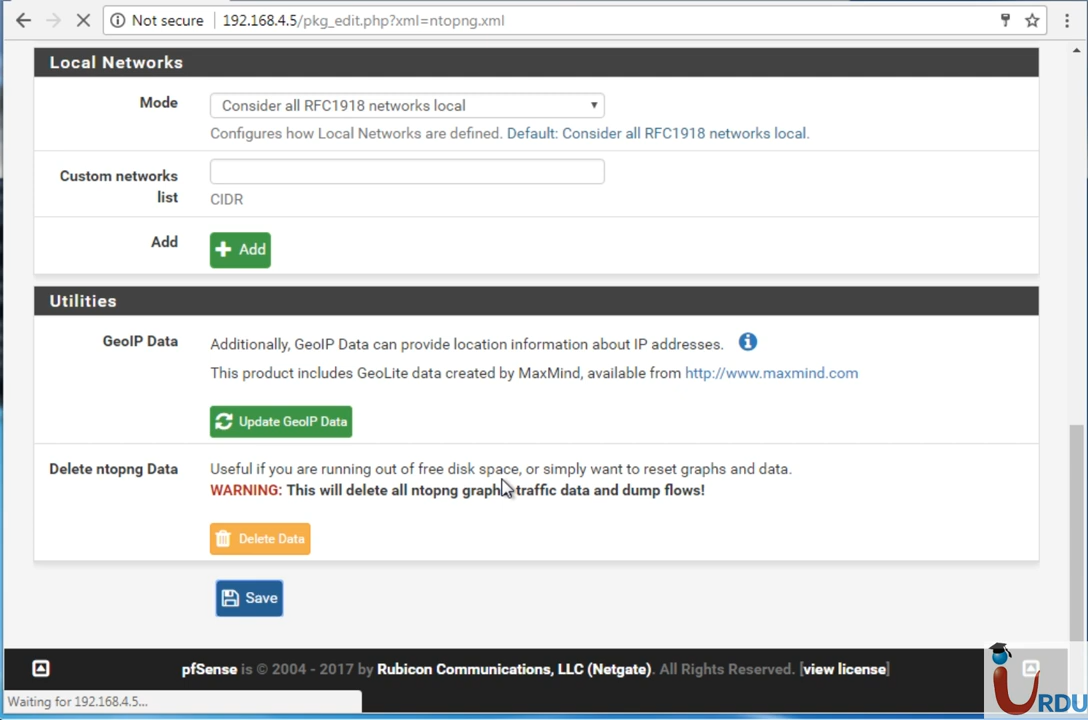 Not secure 192.168.4.5/pkg_edit.php?xml=ntopng.xml
Local Networks
Mode
Consider all RFC1918 networks local
Configures how Local Networks are defined. Default: Consider all RFC1918 networks local.
Custom networks
list
CIDR
Add
Add
Utilities
GeoIP Data
Additionally, GeoIP Data can provide location information about IP addresses.
This product includes GeoLite data created by MaxMind, available from http://www.maxmind.com
Update GeoIP Data
Delete ntopng Data
Useful if you are running out of free disk space, or simply want to reset graphs and data.
WARNING: This will delete all ntopng graphs, traffic data and dump flows!
Delete Data
Save
pfSense is © 2004 - 2017 by Rubicon Communications, LLC (Netgate). All Rights Reserved. [view license]
Waiting for 192.168.4.5...
iURDU